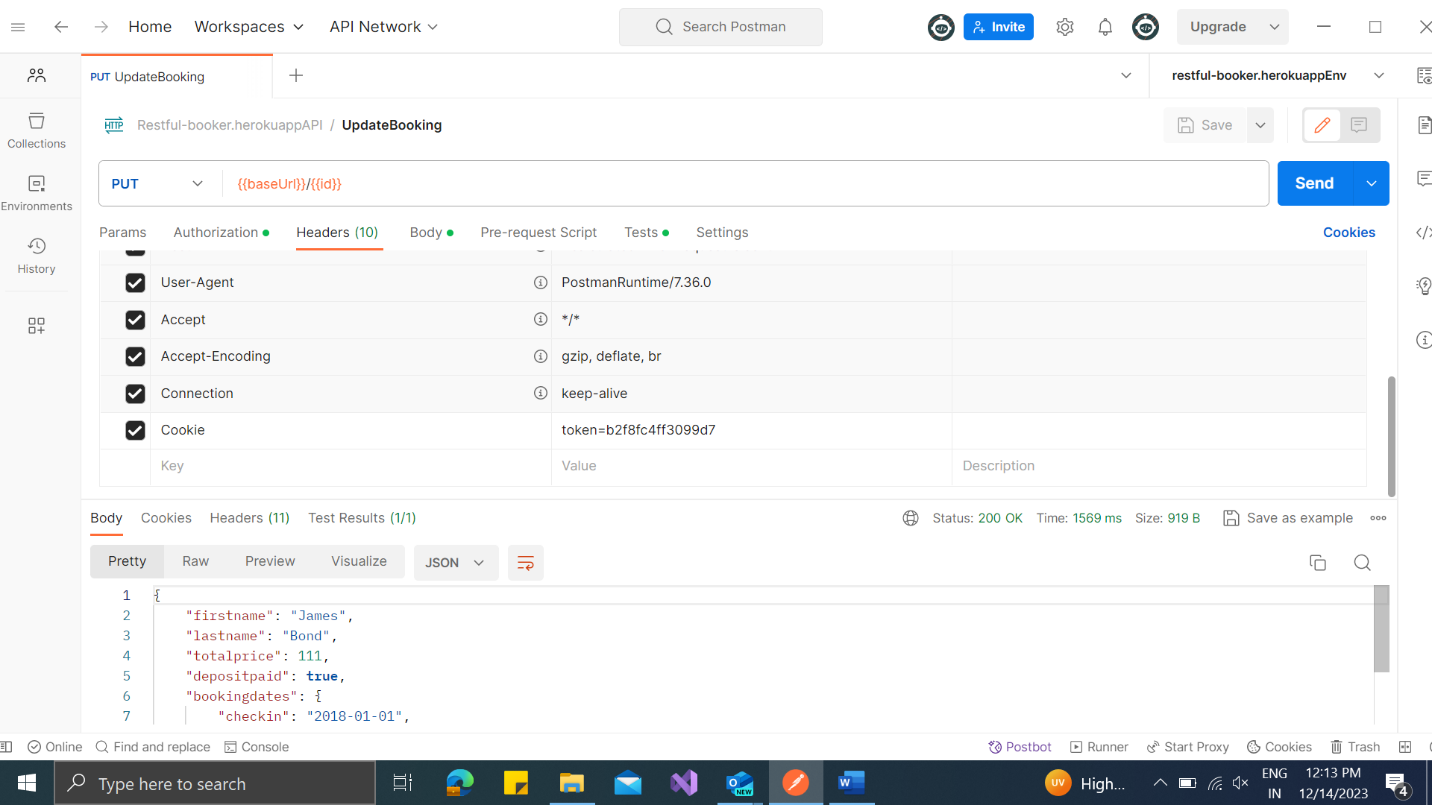 Home Workspaces API Network Search Postman Invite Upgrade
PUT UpdateBooking restful-booker.herokuappEnv
HTTP Restful-booker.herokuappAPI / UpdateBooking Save
Collections
PUT {{baseUrl}}/{{id}} Send
Environments
Params Authorization Headers (10) Body Pre-request Script Tests Settings Cookies
History
User-Agent PostmanRuntime/7.36.0
Accept */*
Accept-Encoding gzip, deflate, br
Connection keep-alive
Cookie token=b2f8fc4ff3099d7
Key Value Description
Body Cookies Headers (11) Test Results (1/1) Status: 200 OK Time: 1569 ms Size: 919 B Save as example
Pretty Raw Preview Visualize JSON
1 {
2 "firstname": "James",
3 "lastname": "Bond",
4 "totalprice": 111,
5 "depositpaid": true,
6 "bookingdates": {
7 "checkin": "2018-01-01",
Online Find and replace Console Postbot Runner Start Proxy Cookies Trash
Type here to search NEW W UV High... ENG 12:13 PM
IN 12/14/2023 4